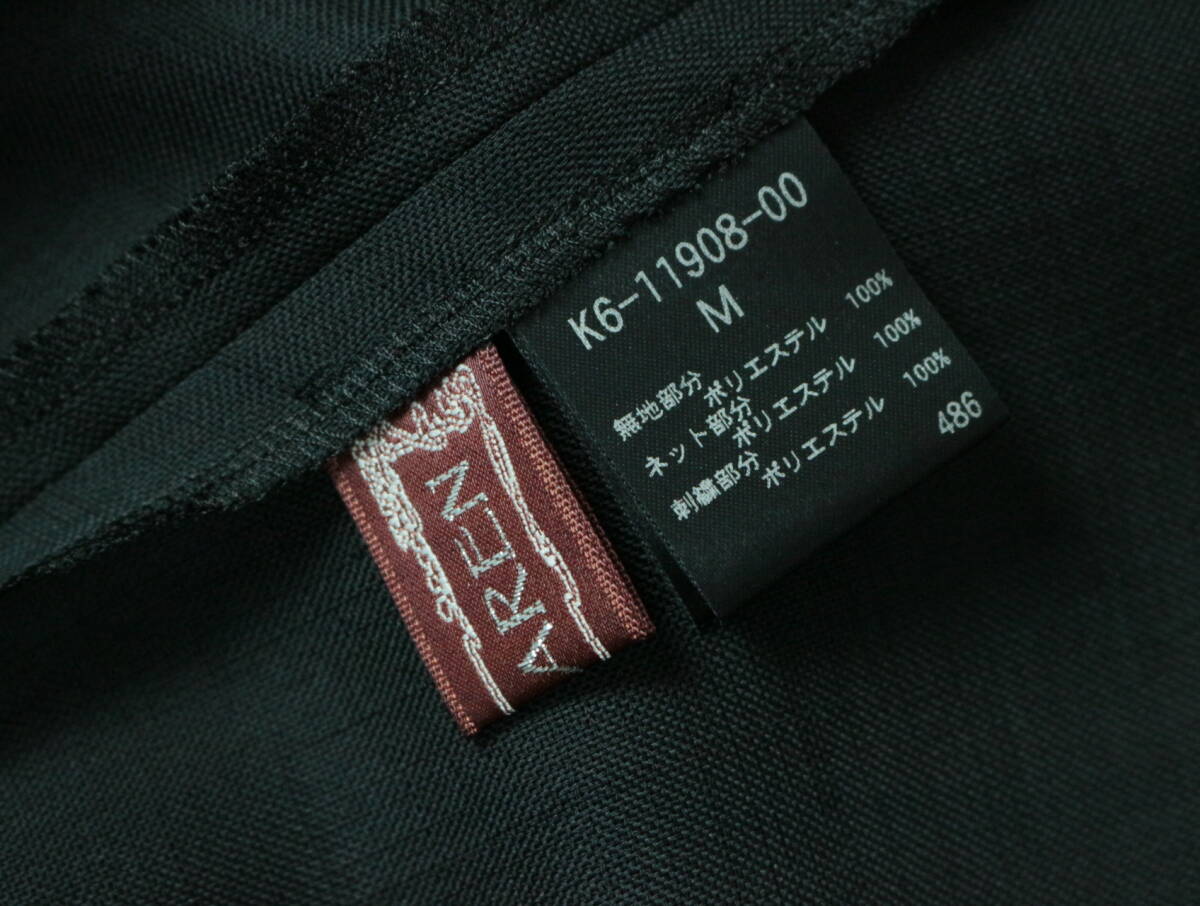 K6-11908-00
M
無地部分
ポリエステル 100%
ネット部分
ポリエステル 100%
刺繍部分
ポリエステル 100%
486
AREN